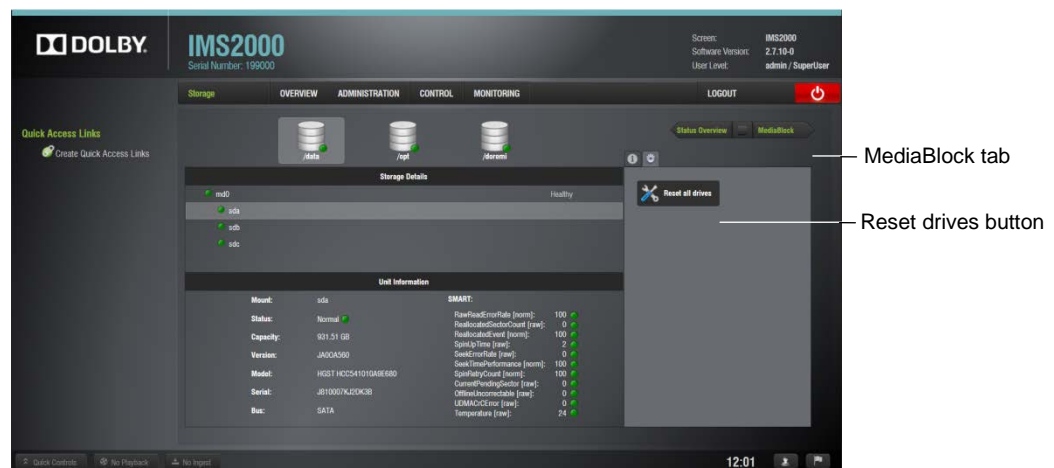 DOLBY.
IMS2000
Serial Number: 199000
Screen: IMS2000
Software Version: 2.7.10-0
User Level: admin / SuperUser
Storage OVERVIEW ADMINISTRATION CONTROL MONITORING LOGOUT
Quick Access Links
Create Quick Access Links
/data /opt /doremi
Status Overview MediaBlock
MediaBlock tab
Storage Details
md0 Healthy
Reset all drives
sda
Reset drives button
sdb
sdc
Unit Information
Mount: sda
Status: Normal
Capacity: 931.51 GB
Version: JA0OA560
Model: HGST HCC541010A9E680
Serial: J810007KJ2DK3B
Bus: SATA
SMART:
RawReadErrorRate [norm]: 100
ReallocatedSectorCount [raw]: 0
ReallocatedEvent [norm]: 100
SpinUpTime [raw]: 2
SeekErrorRate [raw]: 0
SeekTimePerformance [norm]: 100
SpinRetryCount [norm]: 100
CurrentPendingSector [raw]: 0
OfflineUncorrectable [raw]: 0
UDMACrCError [raw]: 0
Temperature [raw]: 24
Quick Controls No Playback No Ingest 12:01